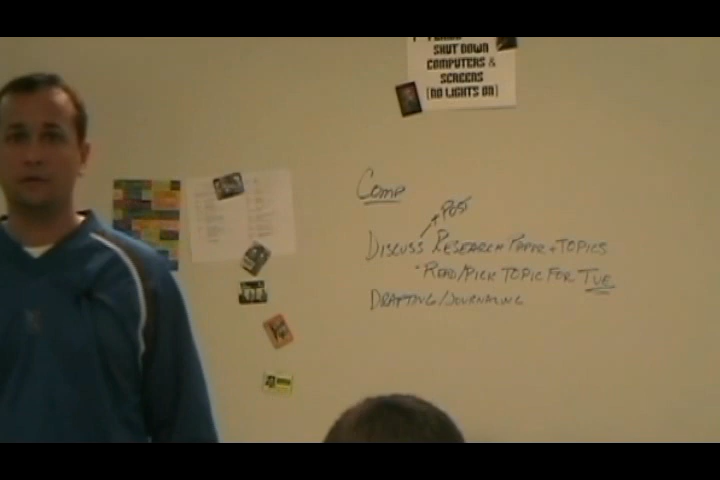 SHUT DOWN
COMPUTERS &
SCREENS
(NO LIGHTS ON)
COMP
POST
DISCUSS RESEARCH PAPER + TOPICS
- READ/PICK TOPIC FOR TUE
DRAFTING/JOURNALING